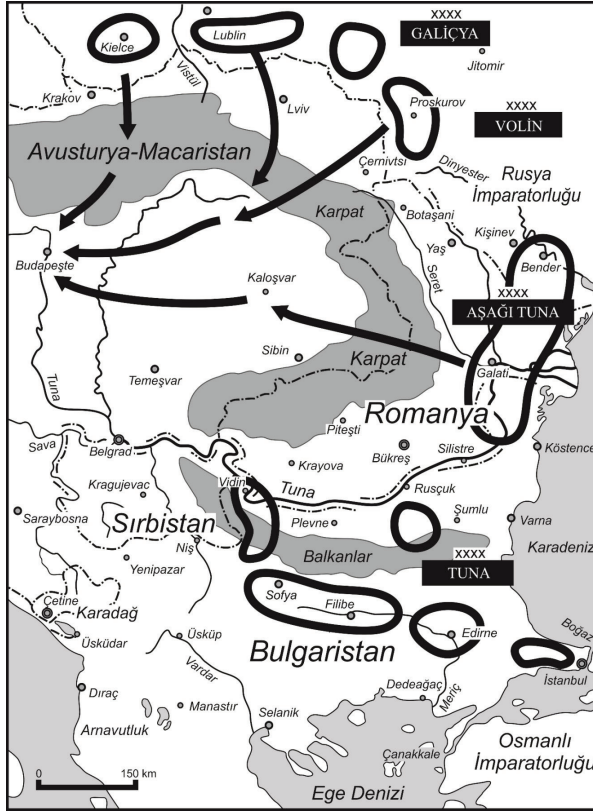 Kielce
Lublin
XXXX
GALİÇYA
Jitomir
Vistül
Krakov
Lviv
Proskurov
XXXX
VOLİN
Avusturya-Macaristan
Çernivtsi
Dinyester
Rusya
İmparatorluğu
Karpat
Botaşani
Kişinev
Yaş
Bender
Budapeşte
Seret
Kaloşvar
XXXX
AŞAĞI TUNA
Sibin
Karpat
Galati
Temeşvar
Tuna
Romanya
Piteşti
Sava
Belgrad
Bükreş
Silistre
Köstence
Krayova
Kragujevac
Vidin
Tuna
Rusçuk
Saraybosna
Sırbistan
Plevne
Şumlu
Varna
Niş
Karadeniz
Yenipazar
Balkanlar
XXXX
TUNA
Çetine
Karadağ
Sofya
Filibe
Üsküdar
Üsküp
Bulgaristan
Edirne
Boğaz
Vardar
İstanbul
Dıraç
Dedeağaç
Meriç
Manastır
Selanik
Arnavutluk
Osmanlı
İmparatorluğu
Çanakkale
0 150 km
Ege Denizi